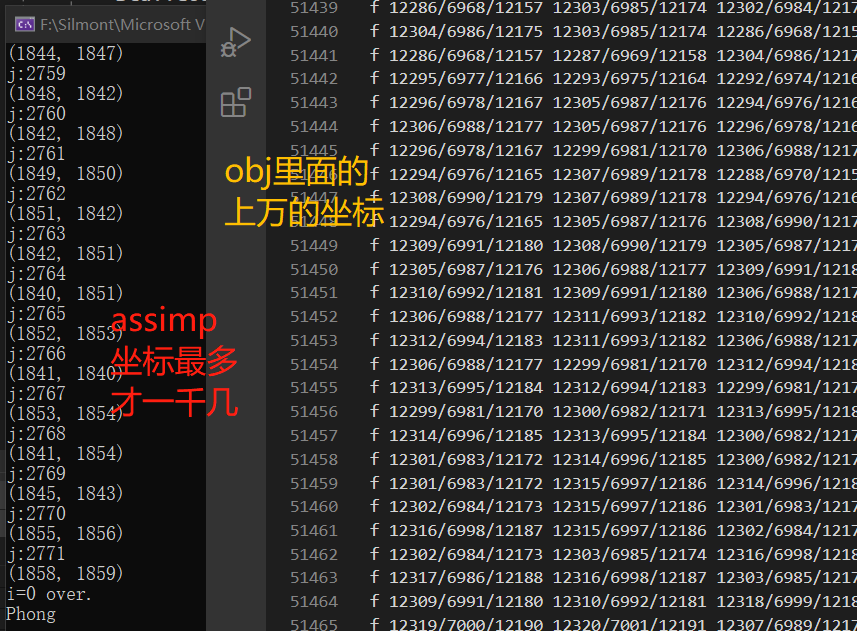 F:\Silmont\Microsoft V
(1844, 1847)
j:2759
(1848, 1842)
j:2760
(1842, 1848)
j:2761
(1849, 1850)
j:2762
(1851, 1842)
j:2763
(1842, 1851)
j:2764
(1840, 1851)
j:2765
(1852, 1853)
j:2766
(1841, 1840)
j:2767
(1853, 1854)
j:2768
(1841, 1854)
j:2769
(1845, 1843)
j:2770
(1855, 1856)
j:2771
(1858, 1859)
i=0 over.
Phong
assimp
坐标最多
才一千几
obj里面的
上万的坐标
51439 f 12286/6968/12157 12303/6985/12174 12302/6984/1217
51440 f 12304/6986/12175 12303/6985/12174 12286/6968/1215
51441 f 12286/6968/12157 12287/6969/12158 12304/6986/1217
51442 f 12295/6977/12166 12293/6975/12164 12292/6974/1216
51443 f 12296/6978/12167 12305/6987/12176 12294/6976/1216
51444 f 12306/6988/12177 12305/6987/12176 12296/6978/1216
51445 f 12296/6978/12167 12299/6981/12170 12306/6988/1217
51446 f 12294/6976/12165 12307/6989/12178 12288/6970/1215
51447 f 12308/6990/12179 12307/6989/12178 12294/6976/1216
51448 f 12294/6976/12165 12305/6987/12176 12308/6990/1217
51449 f 12309/6991/12180 12308/6990/12179 12305/6987/1217
51450 f 12305/6987/12176 12306/6988/12177 12309/6991/1218
51451 f 12310/6992/12181 12309/6991/12180 12306/6988/1217
51452 f 12306/6988/12177 12311/6993/12182 12310/6992/1218
51453 f 12312/6994/12183 12311/6993/12182 12306/6988/1217
51454 f 12306/6988/12177 12299/6981/12170 12312/6994/1218
51455 f 12313/6995/12184 12312/6994/12183 12299/6981/1217
51456 f 12299/6981/12170 12300/6982/12171 12313/6995/1218
51457 f 12314/6996/12185 12313/6995/12184 12300/6982/1217
51458 f 12301/6983/12172 12314/6996/12185 12300/6982/1217
51459 f 12301/6983/12172 12315/6997/12186 12314/6996/1218
51460 f 12302/6984/12173 12315/6997/12186 12301/6983/1217
51461 f 12316/6998/12187 12315/6997/12186 12302/6984/1217
51462 f 12302/6984/12173 12303/6985/12174 12316/6998/1218
51463 f 12317/6986/12188 12316/6998/12187 12303/6985/1217
51464 f 12309/6991/12180 12310/6992/12181 12318/6999/1218
51465 f 12319/7000/12190 12320/7001/12191 12307/6989/1217